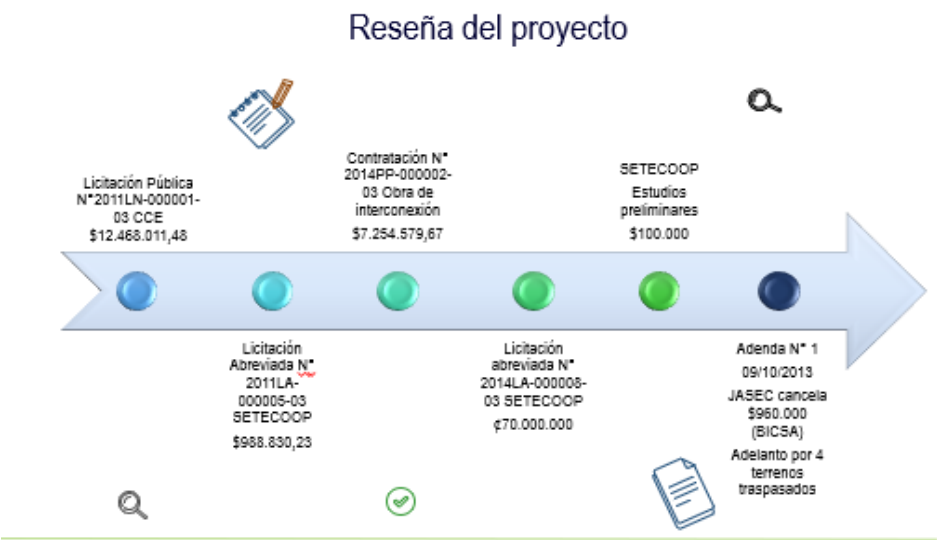 Reseña del proyecto
Licitación Pública
N°2011LN-000001-
03 CCE
$12.468.011,48
Contratación N°
2014PP-000002-
03 Obra de
interconexión
$7.254.579,67
SETECOOP
Estudios
preliminares
$100.000
Licitación
Abreviada N°
2011LA-
000005-03
SETECOOP
$988.830,23
Licitación
abreviada N°
2014LA-000008-
03 SETECOOP
₡70.000.000
Adenda N° 1
09/10/2013
JASEC cancela
$960.000
(BICSA)
Adelanto por 4
terrenos
traspasados